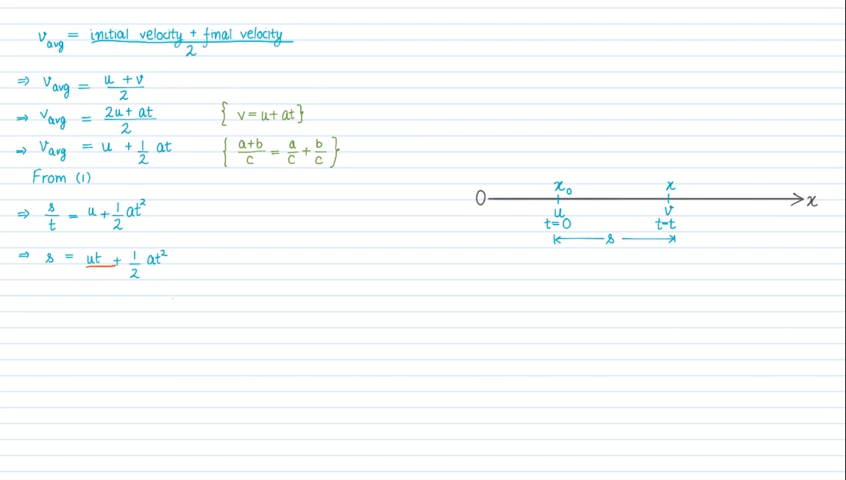 v_avg = initial velocity + final velocity / 2
⇒ v_avg = u + v / 2
⇒ v_avg = 2u + at / 2 { v = u + at }
⇒ v_avg = u + 1/2 at { a+b / c = a/c + b/c }
From (1)
⇒ s/t = u + 1/2 at²
⇒ s = ut + 1/2 at²
x₀ x
O x
u v
t=0 t=t
s